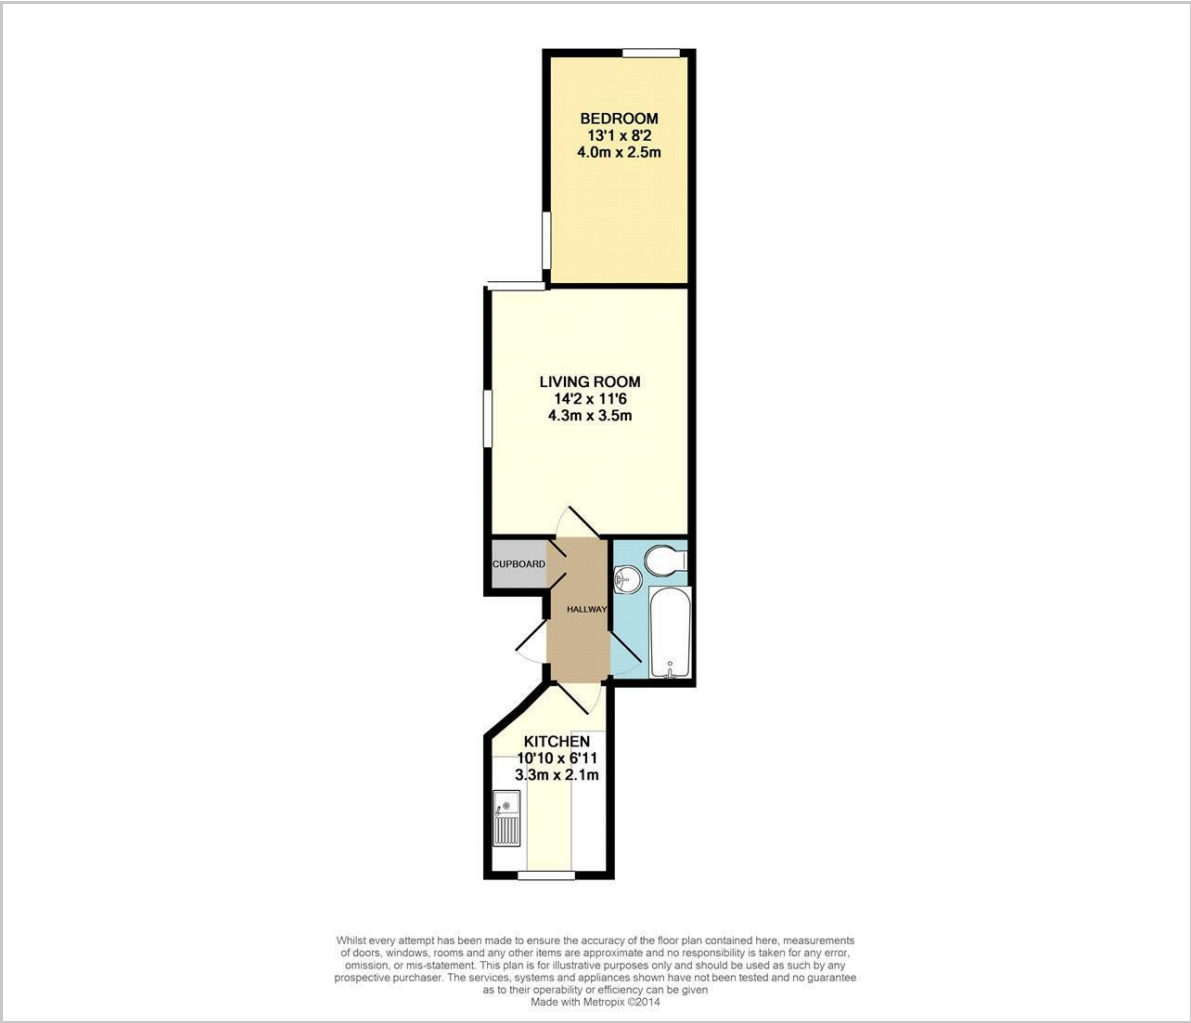 BEDROOM
13'1 x 8'2
4.0m x 2.5m
LIVING ROOM
14'2 x 11'6
4.3m x 3.5m
CUPBOARD
HALLWAY
KITCHEN
10'10 x 6'11
3.3m x 2.1m
Whilst every attempt has been made to ensure the accuracy of the floor plan contained here, measurements
of doors, windows, rooms and any other items are approximate and no responsibility is taken for any error,
omission, or mis-statement. This plan is for illustrative purposes only and should be used as such by any
prospective purchaser. The services, systems and appliances shown have not been tested and no guarantee
as to their operability or efficiency can be given
Made with Metropix ©2014